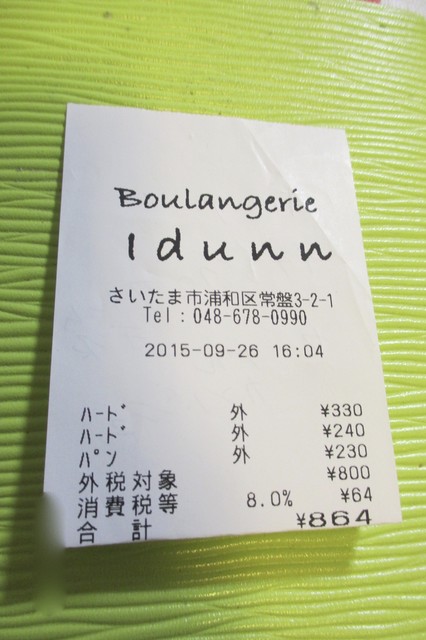 Boulangerie
Idunn
さいたま市浦和区常盤3-2-1
Tel : 048-678-0990
2015-09-26 16:04
ﾊｰﾄﾞ 外 ¥330
ﾊｰﾄﾞ 外 ¥240
ﾊﾟﾝ 外 ¥230
外税対象 ¥800
消費税等 8.0% ¥64
合計 ¥864